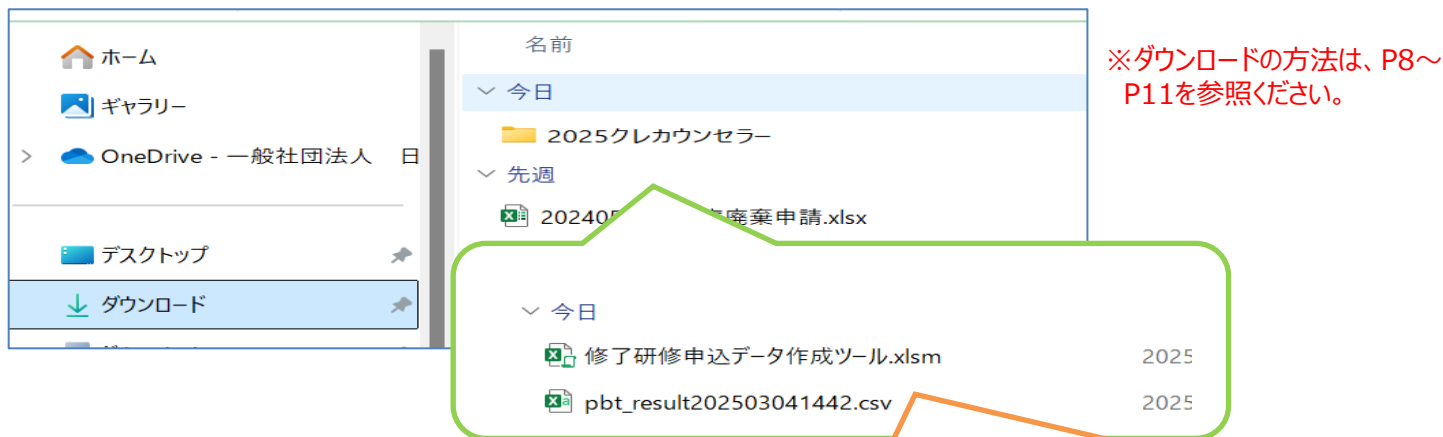 ホーム
ギャラリー
OneDrive - 一般社団法人 日
デスクトップ
ダウンロード
名前
今日
2025クレカウンセラー
先週
廃棄申請.xlsx
今日
修了研修申込データ作成ツール.xlsm 2025
pbt_result202503041442.csv 2025
※ダウンロードの方法は、P8～
P11を参照ください。